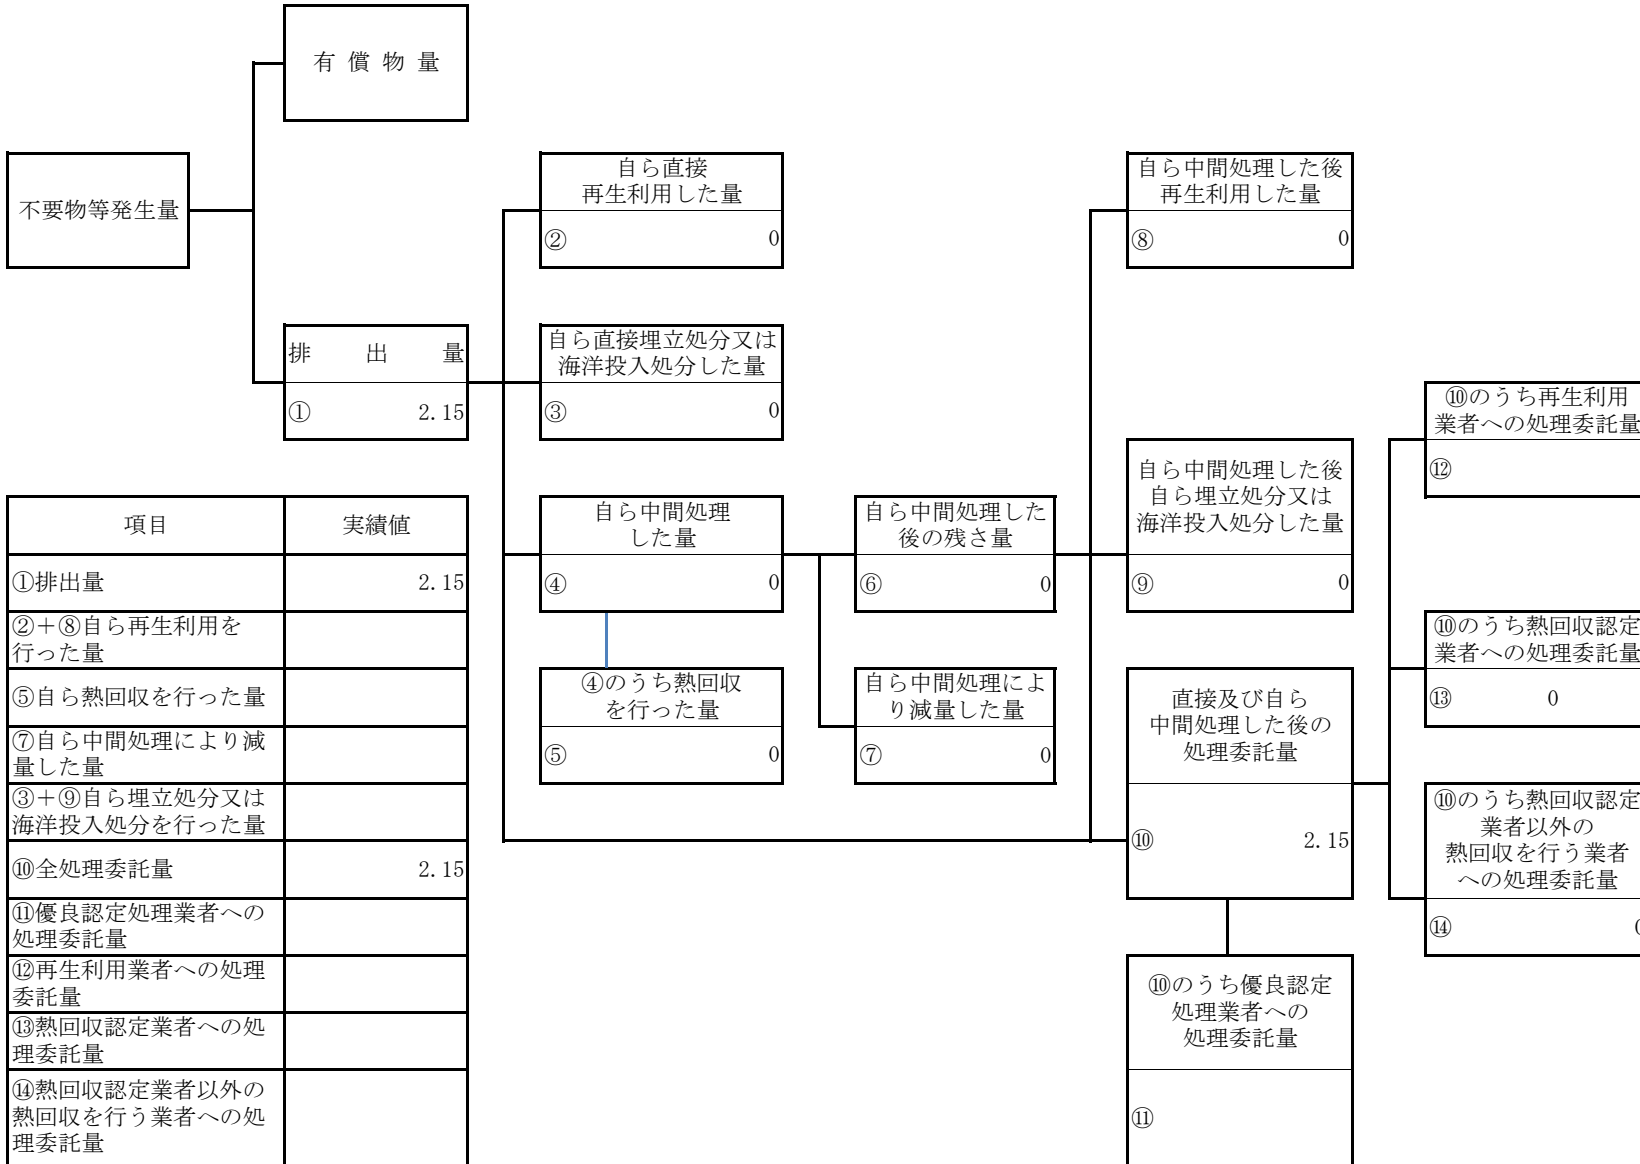 有償物量
不要物等発生量
自ら直接
再生利用した量
② 0
自ら中間処理した後
再生利用した量
⑧ 0
排出量
① 2.15
自ら直接埋立処分又は
海洋投入処分した量
③ 0
⑩のうち再生利用
業者への処理委託量
⑫
自ら中間処理
した量
④ 0
自ら中間処理した
後の残さ量
⑥ 0
自ら中間処理した後
自ら埋立処分又は
海洋投入処分した量
⑨ 0
⑩のうち熱回収認定
業者への処理委託量
⑬ 0
④のうち熱回収
を行った量
⑤ 0
自ら中間処理によ
り減量した量
⑦ 0
直接及び自ら
中間処理した後の
処理委託量
⑩ 2.15
⑩のうち熱回収認定
業者以外の
熱回収を行う業者
への処理委託量
⑭ 0
⑩のうち優良認定
処理業者への
処理委託量
⑪
項目 実績値
①排出量 2.15
②＋⑧自ら再生利用を
行った量
⑤自ら熱回収を行った量
⑦自ら中間処理により減
量した量
③＋⑨自ら埋立処分又は
海洋投入処分を行った量
⑩全処理委託量 2.15
⑪優良認定処理業者への
処理委託量
⑫再生利用業者への処理
委託量
⑬熱回収認定業者への処
理委託量
⑭熱回収認定業者以外の
熱回収を行う業者への処
理委託量